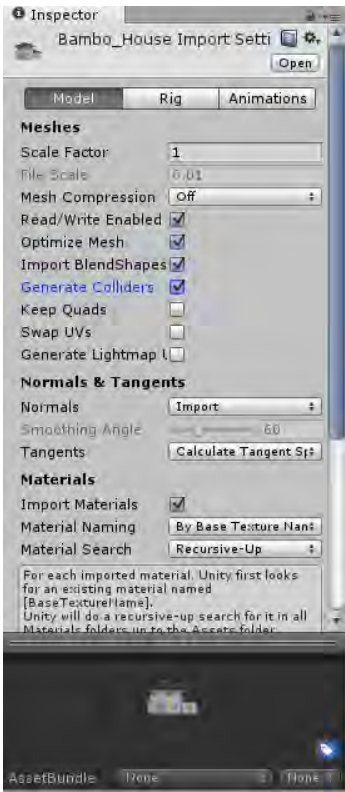 Inspector
Bambo_House Import Setti
Open
Model Rig Animations
Meshes
Scale Factor 1
File Scale 0.01
Mesh Compression Off
Read/Write Enabled
Optimize Mesh
Import BlendShapes
Generate Colliders
Keep Quads
Swap UVs
Generate Lightmap U
Normals & Tangents
Normals Import
Smoothing Angle 60
Tangents Calculate Tangent Sp
Materials
Import Materials
Material Naming By Base Texture Nam
Material Search Recursive-Up
For each imported material, Unity first looks
for an existing material named
[BaseTextureName].
Unity will do a recursive-up search for it in all
Materials folders up to the Assets folder.
AssetBundle None None